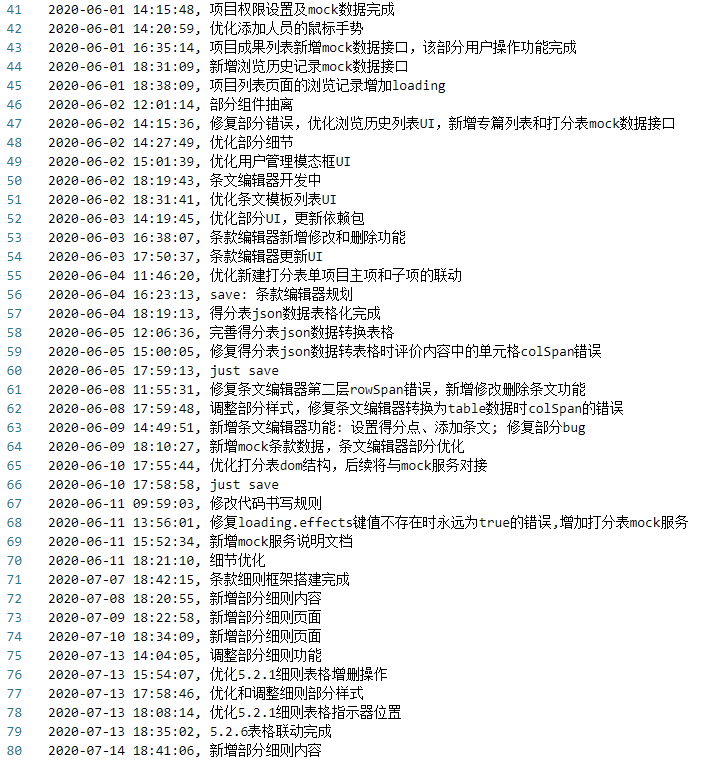 41 2020-06-01 14:15:48, 项目权限设置及mock数据完成
42 2020-06-01 14:20:59, 优化添加人员的鼠标手势
43 2020-06-01 16:35:14, 项目成果列表新增mock数据接口，该部分用户操作功能完成
44 2020-06-01 18:31:09, 新增浏览历史记录mock数据接口
45 2020-06-01 18:38:09, 项目列表页面的浏览记录增加loading
46 2020-06-02 12:01:14, 部分组件抽离
47 2020-06-02 14:15:36, 修复部分错误，优化浏览历史列表UI，新增专篇列表和打分表mock数据接口
48 2020-06-02 14:27:49, 优化部分细节
49 2020-06-02 15:01:39, 优化用户管理模态框UI
50 2020-06-02 18:19:43, 条文编辑器开发中
51 2020-06-02 18:31:41, 优化条文模板列表UI
52 2020-06-03 14:19:45, 优化部分UI，更新依赖包
53 2020-06-03 16:38:07, 条款编辑器新增修改和删除功能
54 2020-06-03 17:50:37, 条款编辑器更新UI
55 2020-06-04 11:46:20, 优化新建打分表单项目主项和子项的联动
56 2020-06-04 16:23:13, save: 条款编辑器规划
57 2020-06-04 18:19:13, 得分表json数据表格化完成
58 2020-06-05 12:06:36, 完善得分表json数据转换表格
59 2020-06-05 15:00:05, 修复得分表json数据转表格时评价内容中的单元格colSpan错误
60 2020-06-05 17:59:13, just save
61 2020-06-08 11:55:31, 修复条文编辑器第二层rowSpan错误，新增修改删除条文功能
62 2020-06-08 17:59:48, 调整部分样式，修复条文编辑器转换为table数据时colSpan的错误
63 2020-06-09 14:49:51, 新增条文编辑器功能: 设置得分点、添加条文; 修复部分bug
64 2020-06-09 18:10:27, 新增mock条款数据，条文编辑器部分优化
65 2020-06-10 17:55:44, 优化打分表dom结构，后续将与mock服务对接
66 2020-06-10 17:58:58, just save
67 2020-06-11 09:59:03, 修改代码书写规则
68 2020-06-11 13:56:01, 修复loading.effects键值不存在时永远为true的错误,增加打分表mock服务
69 2020-06-11 15:52:34, 新增mock服务说明文档
70 2020-06-11 18:21:10, 细节优化
71 2020-07-07 18:42:15, 条款细则框架搭建完成
72 2020-07-08 18:20:55, 新增部分细则内容
73 2020-07-09 18:22:58, 新增部分细则页面
74 2020-07-10 18:34:09, 新增部分细则页面
75 2020-07-13 14:04:05, 调整部分细则功能
76 2020-07-13 15:54:07, 优化5.2.1细则表格增删操作
77 2020-07-13 17:58:46, 优化和调整细则部分样式
78 2020-07-13 18:08:14, 优化5.2.1细则表格指示器位置
79 2020-07-13 18:35:02, 5.2.6表格联动完成
80 2020-07-14 18:41:06, 新增部分细则内容